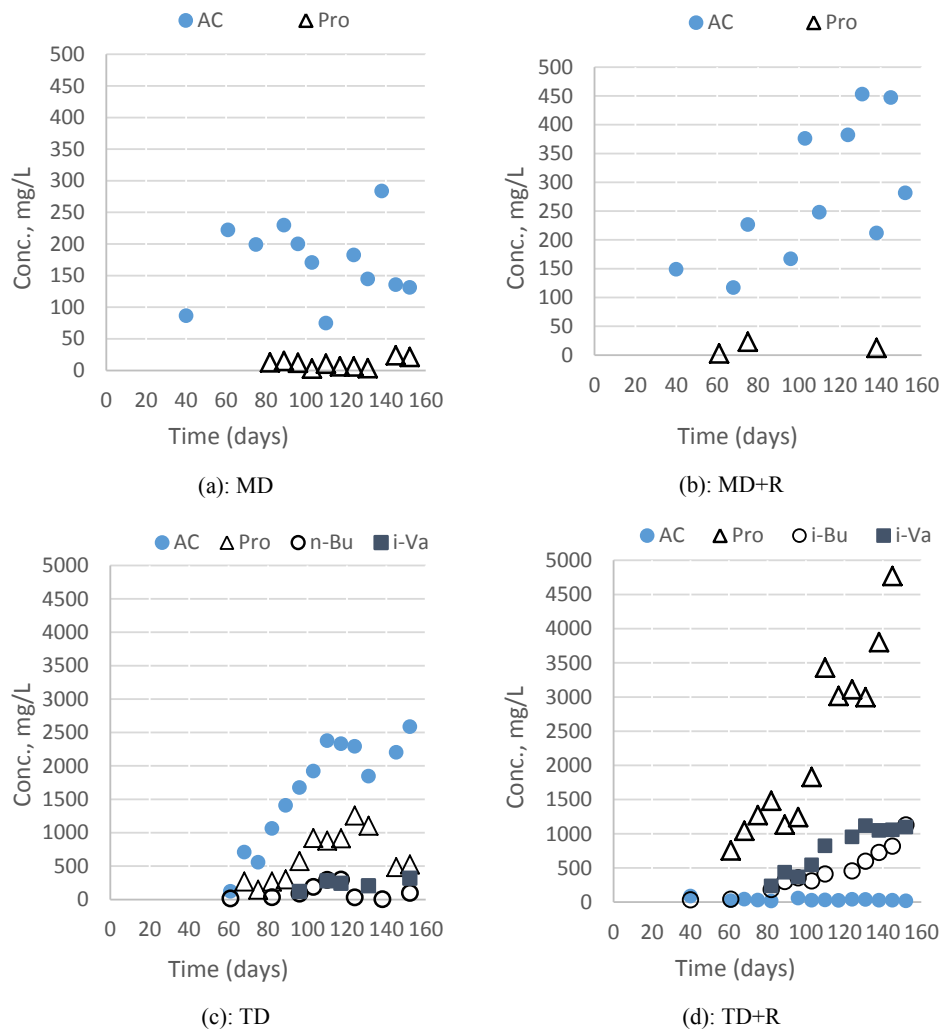 AC Pro
500
450
400
350
300
250
200
150
100
50
0
Conc., mg/L
0 20 40 60 80 100 120 140 160
Time (days)
(a): MD
AC Pro
500
450
400
350
300
250
200
150
100
50
0
Conc., mg/L
0 20 40 60 80 100 120 140 160
Time (days)
(b): MD+R
AC Pro n-Bu i-Va
5000
4500
4000
3500
3000
2500
2000
1500
1000
500
0
Conc., mg/L
0 20 40 60 80 100 120 140 160
Time (days)
(c): TD
AC Pro i-Bu i-Va
5000
4500
4000
3500
3000
2500
2000
1500
1000
500
0
Conc., mg/L
0 20 40 60 80 100 120 140 160
Time (days)
(d): TD+R